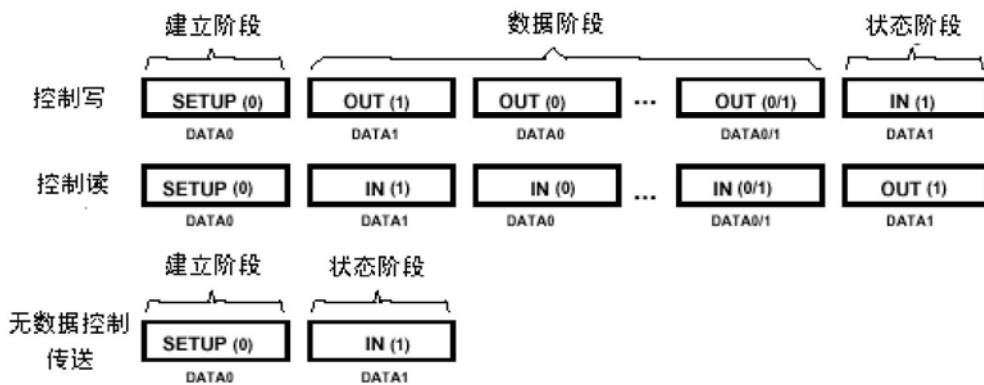 建立阶段 数据阶段 状态阶段
控制写 SETUP (0) OUT (1) OUT (0) ... OUT (0/1) IN (1)
DATA0 DATA1 DATA0 DATA0/1 DATA1
控制读 SETUP (0) IN (1) IN (0) ... IN (0/1) OUT (1)
DATA0 DATA1 DATA0 DATA0/1 DATA1
建立阶段 状态阶段
无数据控制
传送 SETUP (0) IN (1)
DATA0 DATA1